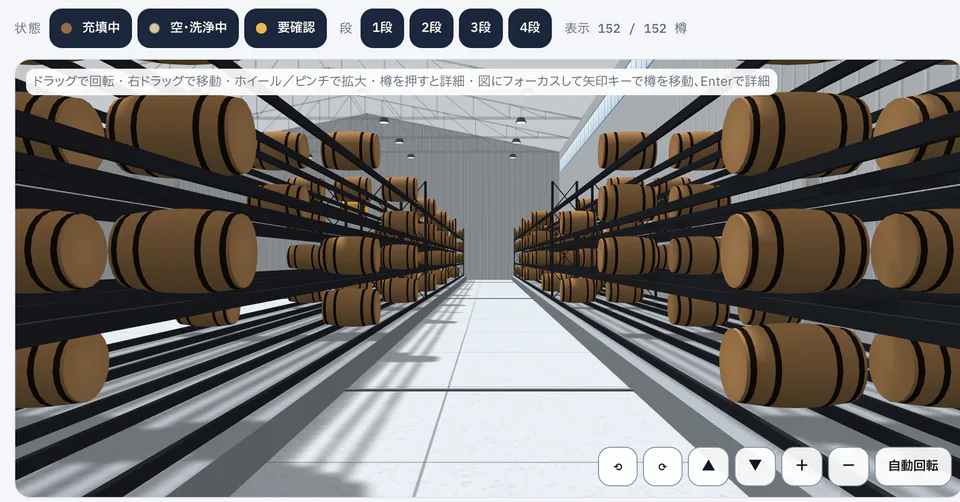 状態 充填中 空・洗浄中 要確認 段 1段 2段 3段 4段 表示 152 / 152 樽
ドラッグで回転・右ドラッグで移動・ホイール／ピンチで拡大・樽を押すと詳細・図にフォーカスして矢印キーで樽を移動、Enterで詳細
⟲ ⟳ ▲ ▼ + − 自動回転